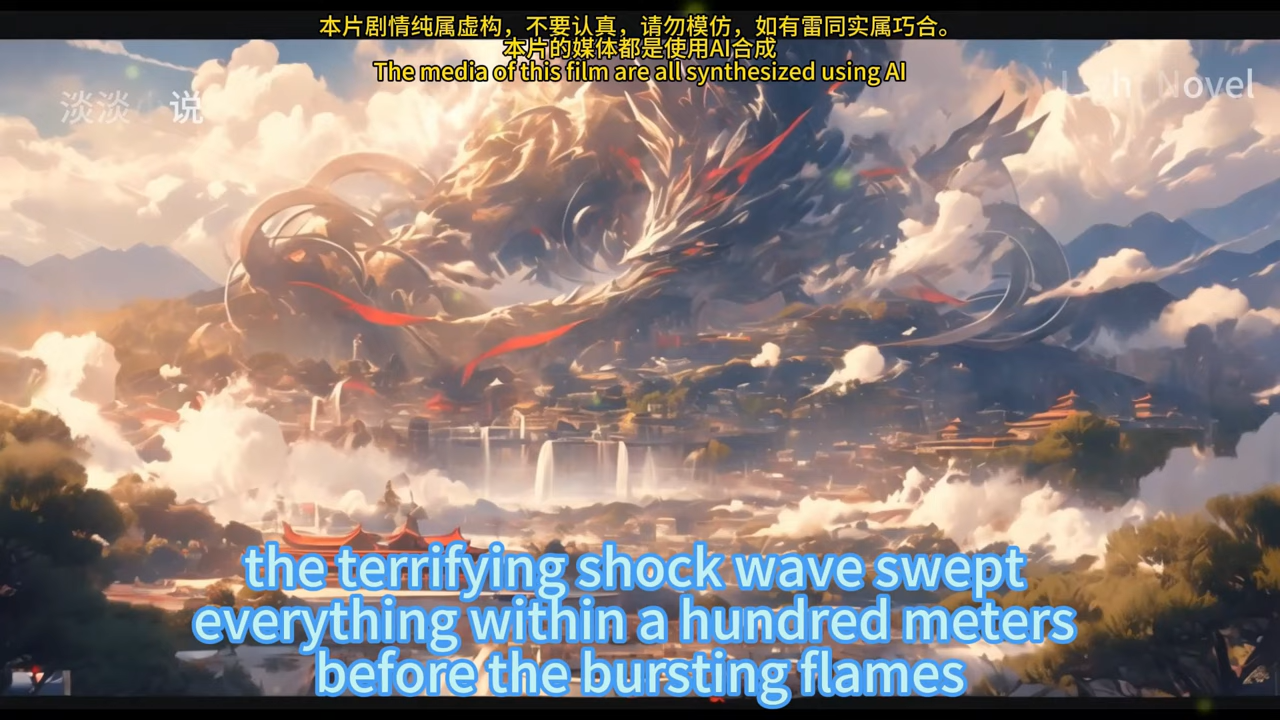 本片剧情纯属虚构，不要认真，请勿模仿，如有雷同实属巧合。
本片的媒体都是使用AI合成
The media of this film are all synthesized using AI
淡淡 说
Novel
the terrifying shock wave swept
everything within a hundred meters
before the bursting flames